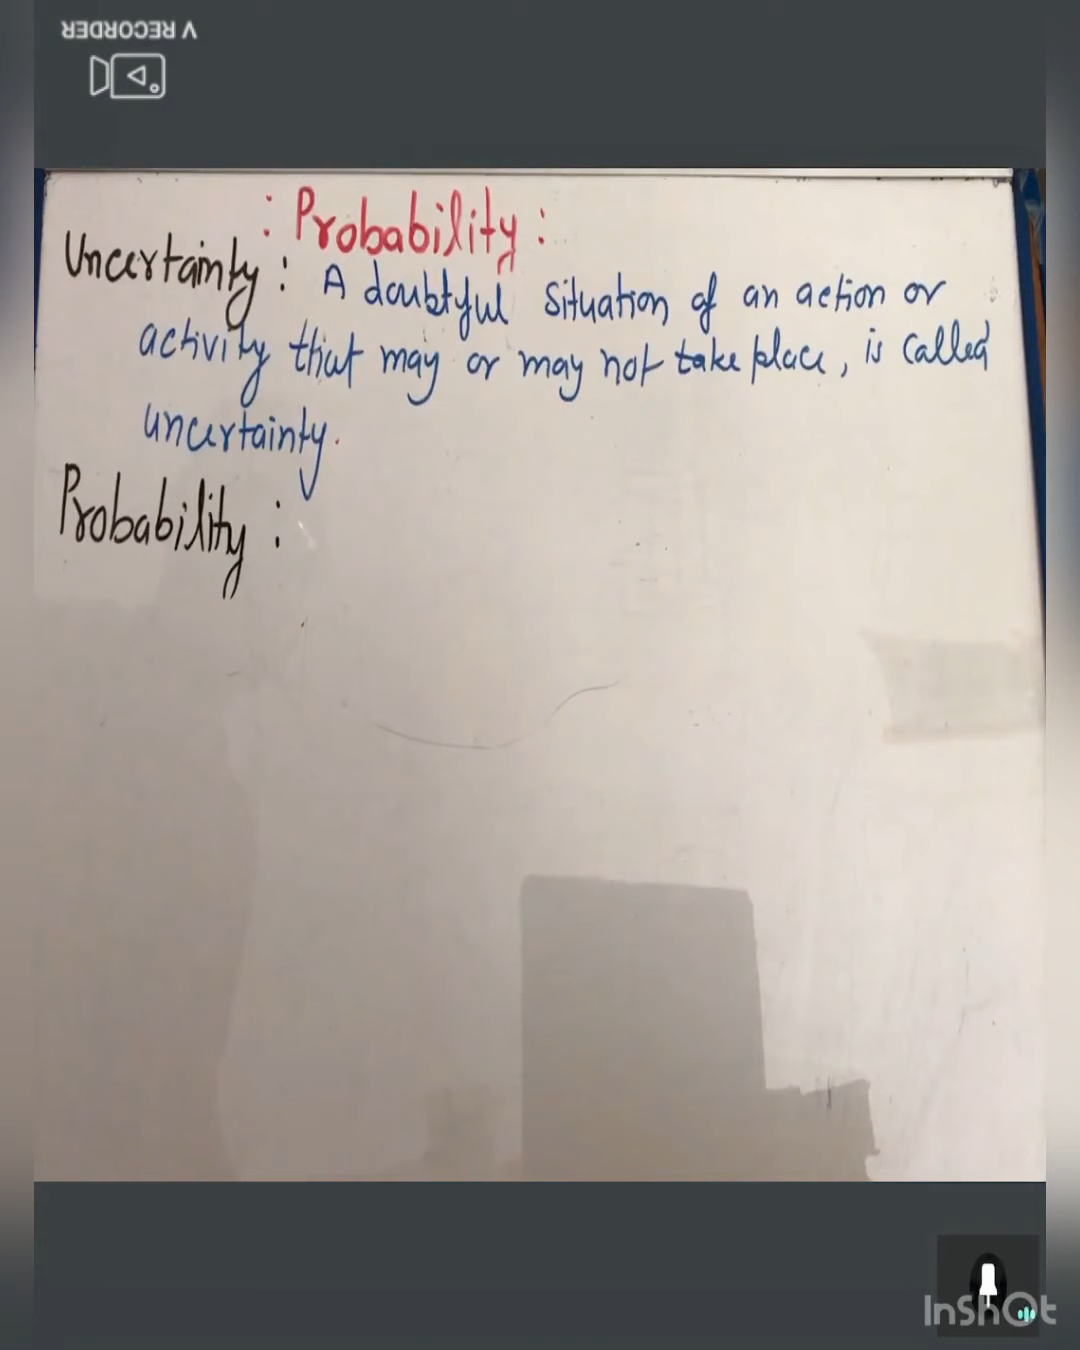 V RECORDER
: Probability :
Uncertainty : A doubtful situation of an action or
activity that may or may not take place, is called
uncertainty.
Probability :
InShOt